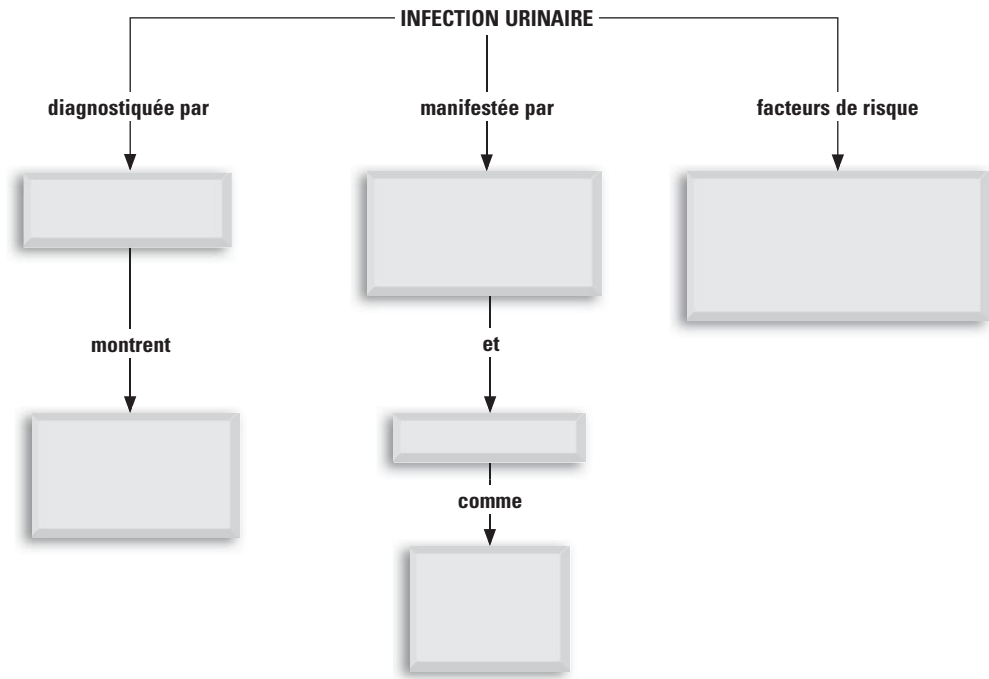 INFECTION URINAIRE
diagnostiquée par
manifestée par
facteurs de risque
montrent
et
comme